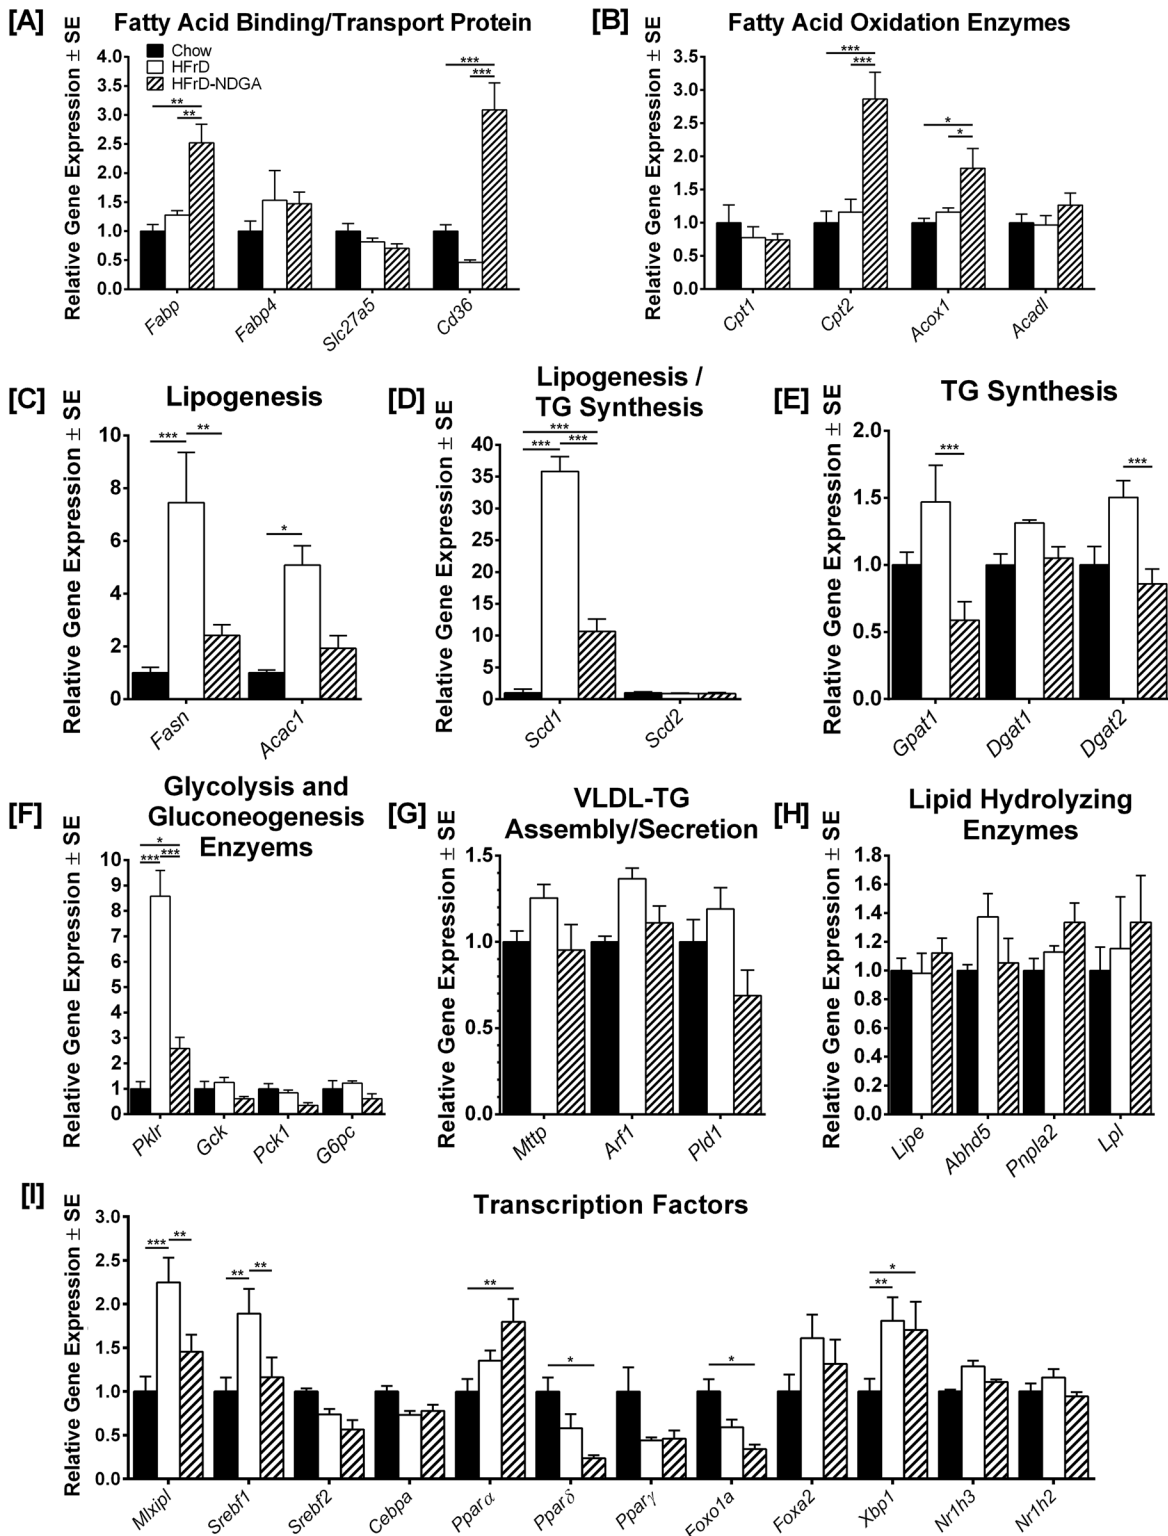 [A] Fatty Acid Binding/Transport Protein
Relative Gene Expression ± SE
4.0
3.5
3.0
2.5
2.0
1.5
1.0
0.5
0.0
Chow
HFrD
HFrD-NDGA
** ** *** ***
Fabp Fabp4 Slc27a5 Cd36
[B] Fatty Acid Oxidation Enzymes
Relative Gene Expression ± SE
3.5
3.0
2.5
2.0
1.5
1.0
0.5
0.0
*** *** * *
Cpt1 Cpt2 Acox1 Acadl
[C] Lipogenesis
Relative Gene Expression ± SE
10
8
6
4
2
0
*** ** *
Fasn Acac1
[D] Lipogenesis /
TG Synthesis
Relative Gene Expression ± SE
40
35
30
25
20
15
10
5
0
*** *** ***
Scd1 Scd2
[E] TG Synthesis
Relative Gene Expression ± SE
2.0
1.5
1.0
0.5
0.0
*** ***
Gpat1 Dgat1 Dgat2
[F] Glycolysis and
Gluconeogenesis
Enzyems
Relative Gene Expression ± SE
10
9
8
7
6
5
4
3
2
1
0
* *** ***
Pklr Gck Pck1 G6pc
[G] VLDL-TG
Assembly/Secretion
Relative Gene Expression ± SE
1.5
1.0
0.5
0.0
Mttp Arf1 Pld1
[H] Lipid Hydrolyzing
Enzymes
Relative Gene Expression ± SE
1.8
1.6
1.4
1.2
1.0
0.8
0.6
0.4
0.2
0.0
Lipe Abhd5 Pnpla2 Lpl
[I] Transcription Factors
Relative Gene Expression ± SE
3.0
2.5
2.0
1.5
1.0
0.5
0.0
*** ** ** ** ** * * * **
Mlxipl Srebf1 Srebf2 Cebpa Pparα Pparδ Pparγ Foxo1a Foxa2 Xbp1 Nr1h3 Nr1h2